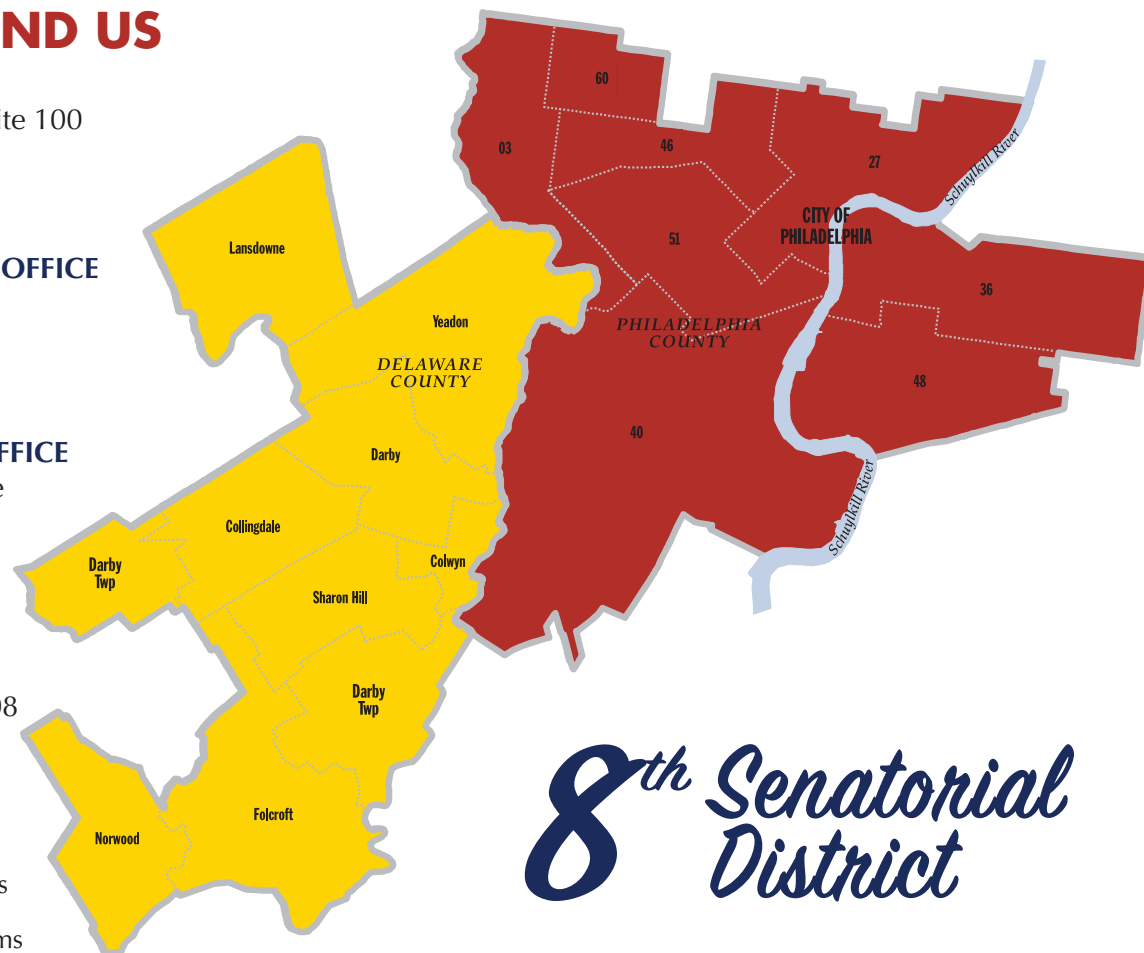 ND US
ite 100
OFFICE
FFICE
e
08
s
ms
60
03
46
27
Schuylkill River
Lansdowne
CITY OF
PHILADELPHIA
51
36
Yeadon
PHILADELPHIA
COUNTY
DELAWARE
COUNTY
48
40
Darby
Collingdale
Schuylkill River
Darby
Twp
Colwyn
Sharon Hill
Darby
Twp
Folcroft
Norwood
8th Senatorial
District